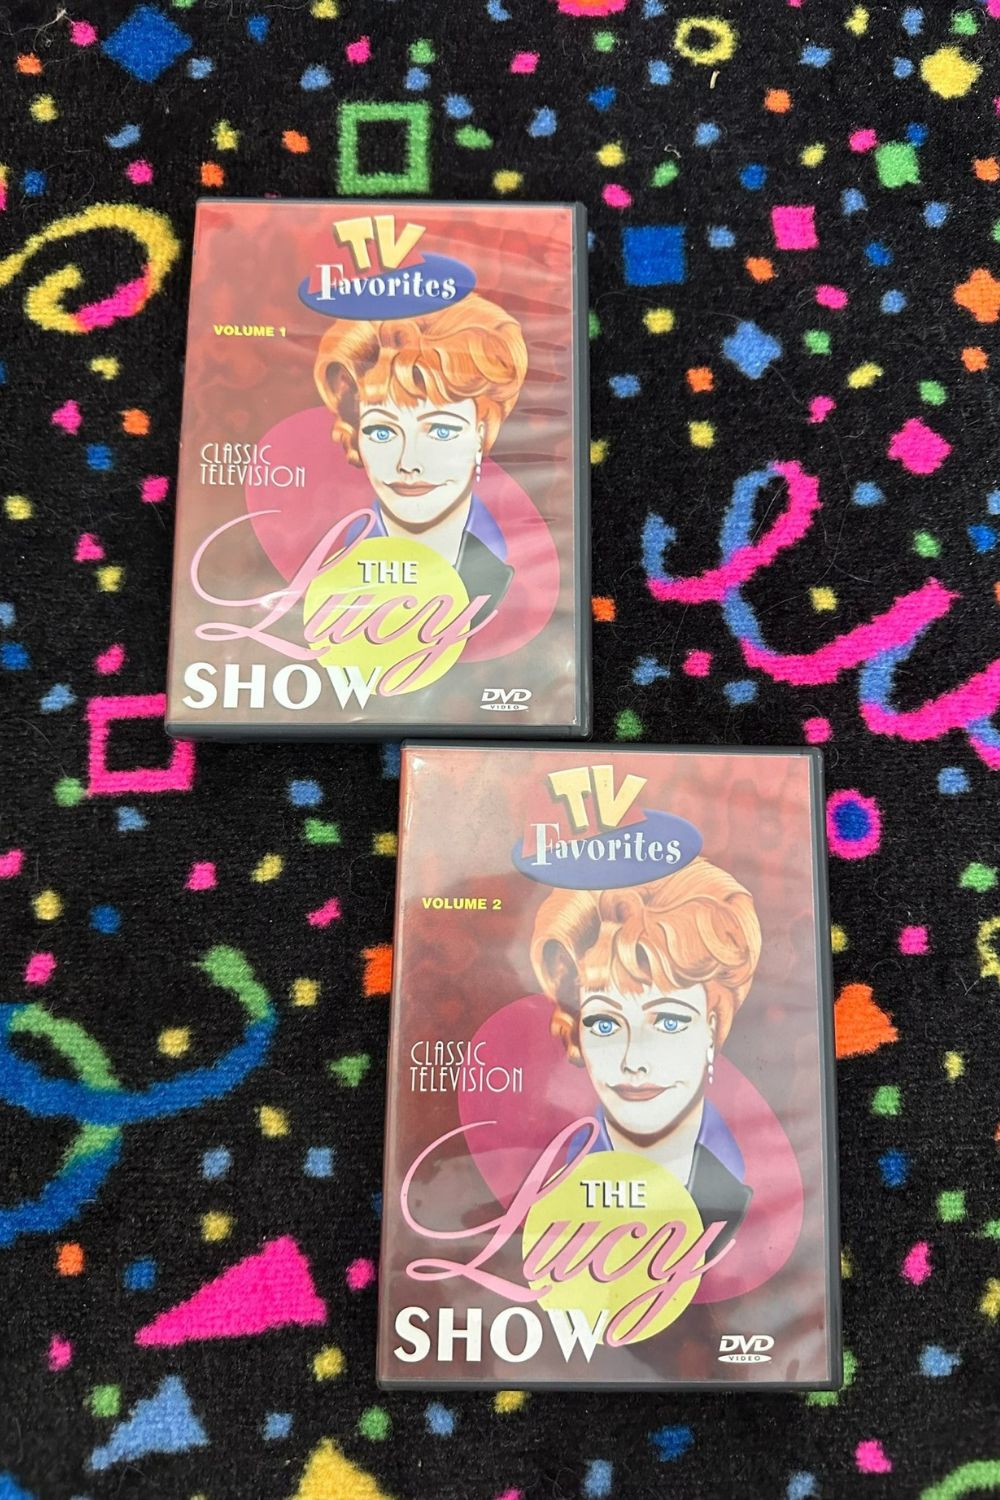 TV
Favorites
VOLUME 1
CLASSIC
TELEVISION
THE
Lucy
SHOW
DVD
VIDEO
TV
Favorites
VOLUME 2
CLASSIC
TELEVISION
THE
Lucy
SHOW
DVD
VIDEO